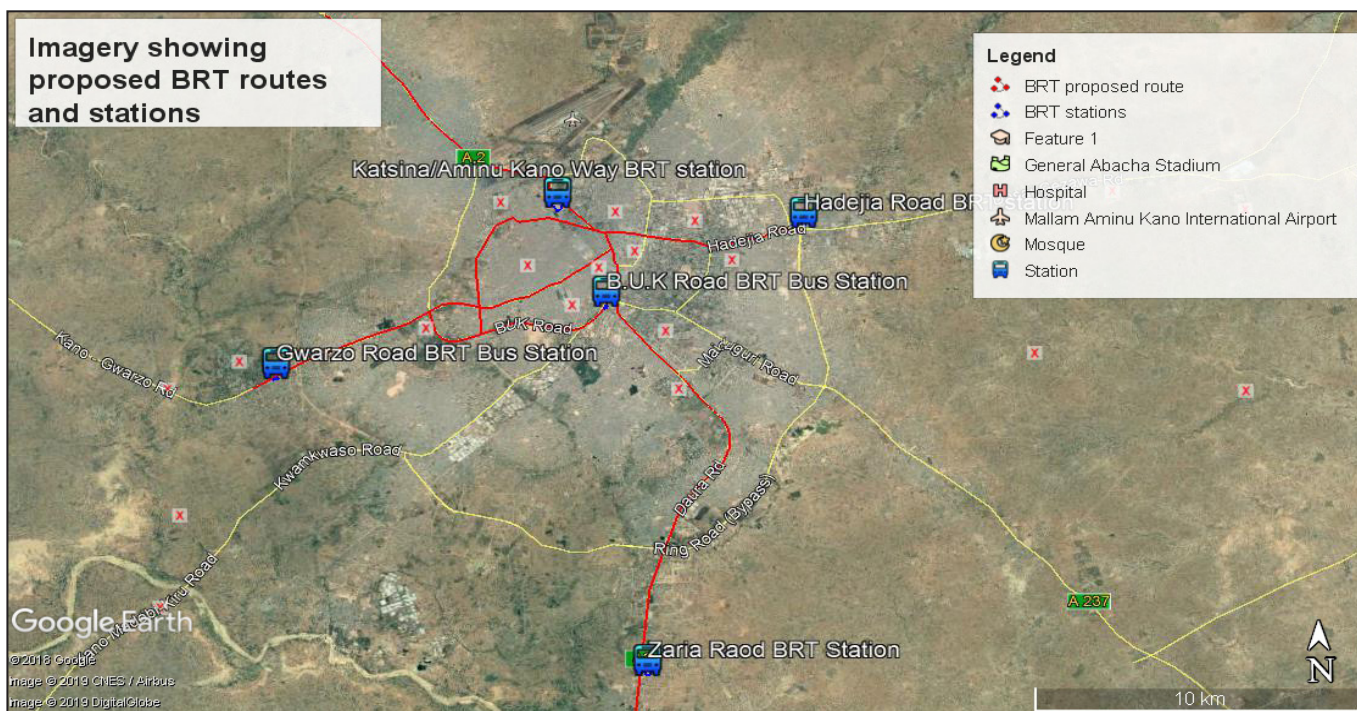 Imagery showing
proposed BRT routes
and stations
Legend
BRT proposed route
BRT stations
Feature 1
General Abacha Stadium
Hospital
Mallam Aminu Kano International Airport
Mosque
Station
A.2
Katsina/Aminu Kano Way BRT station
Hadejia Road BRT station
Hadejia Road
B.U.K Road BRT Bus Station
BUK Road
Gwarzo Road BRT Bus Station
Kano - Gwarzo Rd
Maiduguri Road
Kwamkwaso Road
Daura Rd
Ring Road (Bypass)
A.237
Google Earth
Zaria Raod BRT Station
© 2018 Google
Image © 2019 CNES / Airbus
Image © 2019 DigitalGlobe
N
10 km